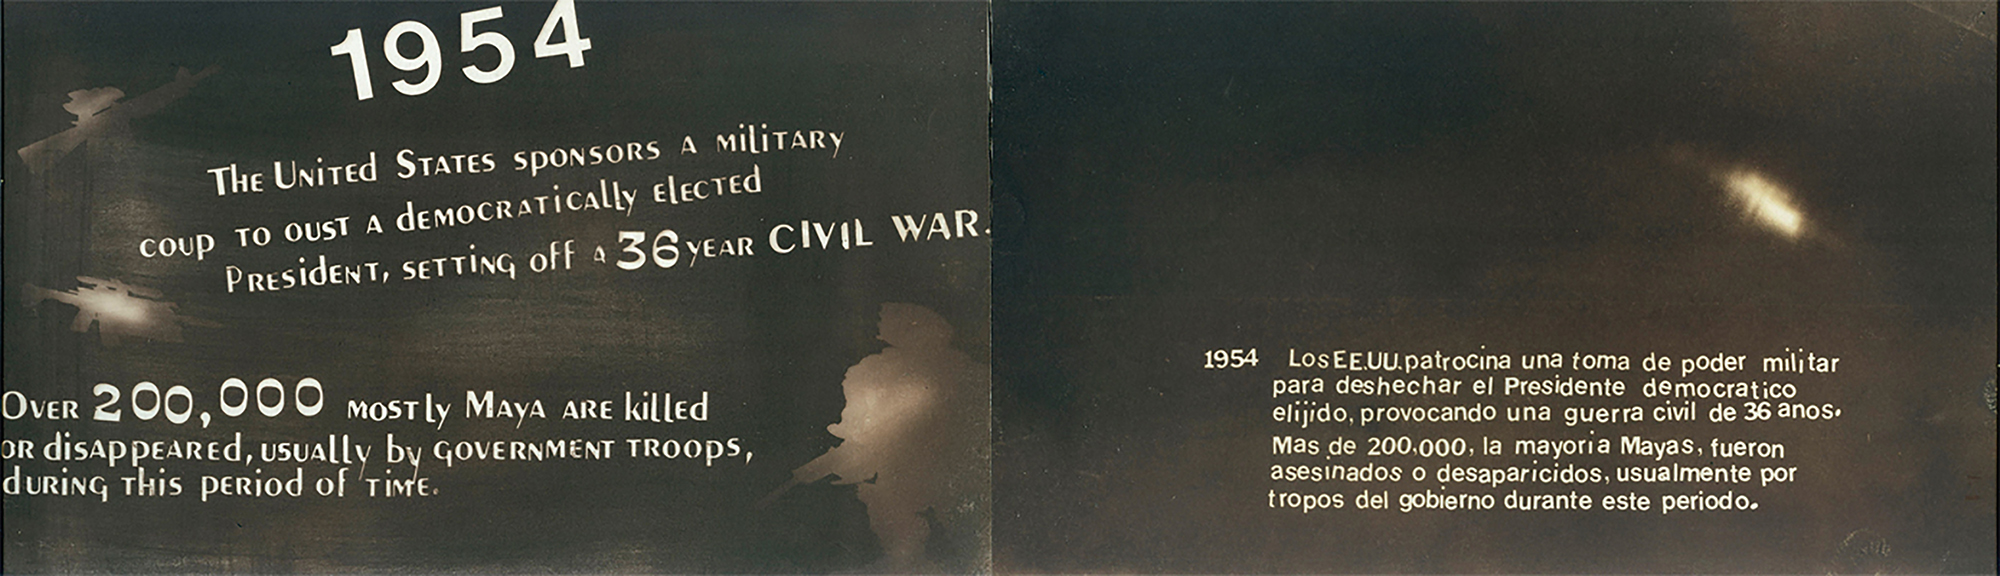 1954
The United States sponsors a military
coup to oust a democratically elected
President, setting off a 36 year CIVIL WAR.
Over 200,000 mostly Maya are killed
or disappeared, usually by government troops,
during this period of time.
1954 Los EE.UU. patrocina una toma de poder militar
para deshechar el Presidente democratico
elijido, provocando una guerra civil de 36 anos.
Mas de 200,000, la mayoria Mayas, fueron
asesinados o desaparicidos, usualmente por
tropos del gobierno durante este periodo.